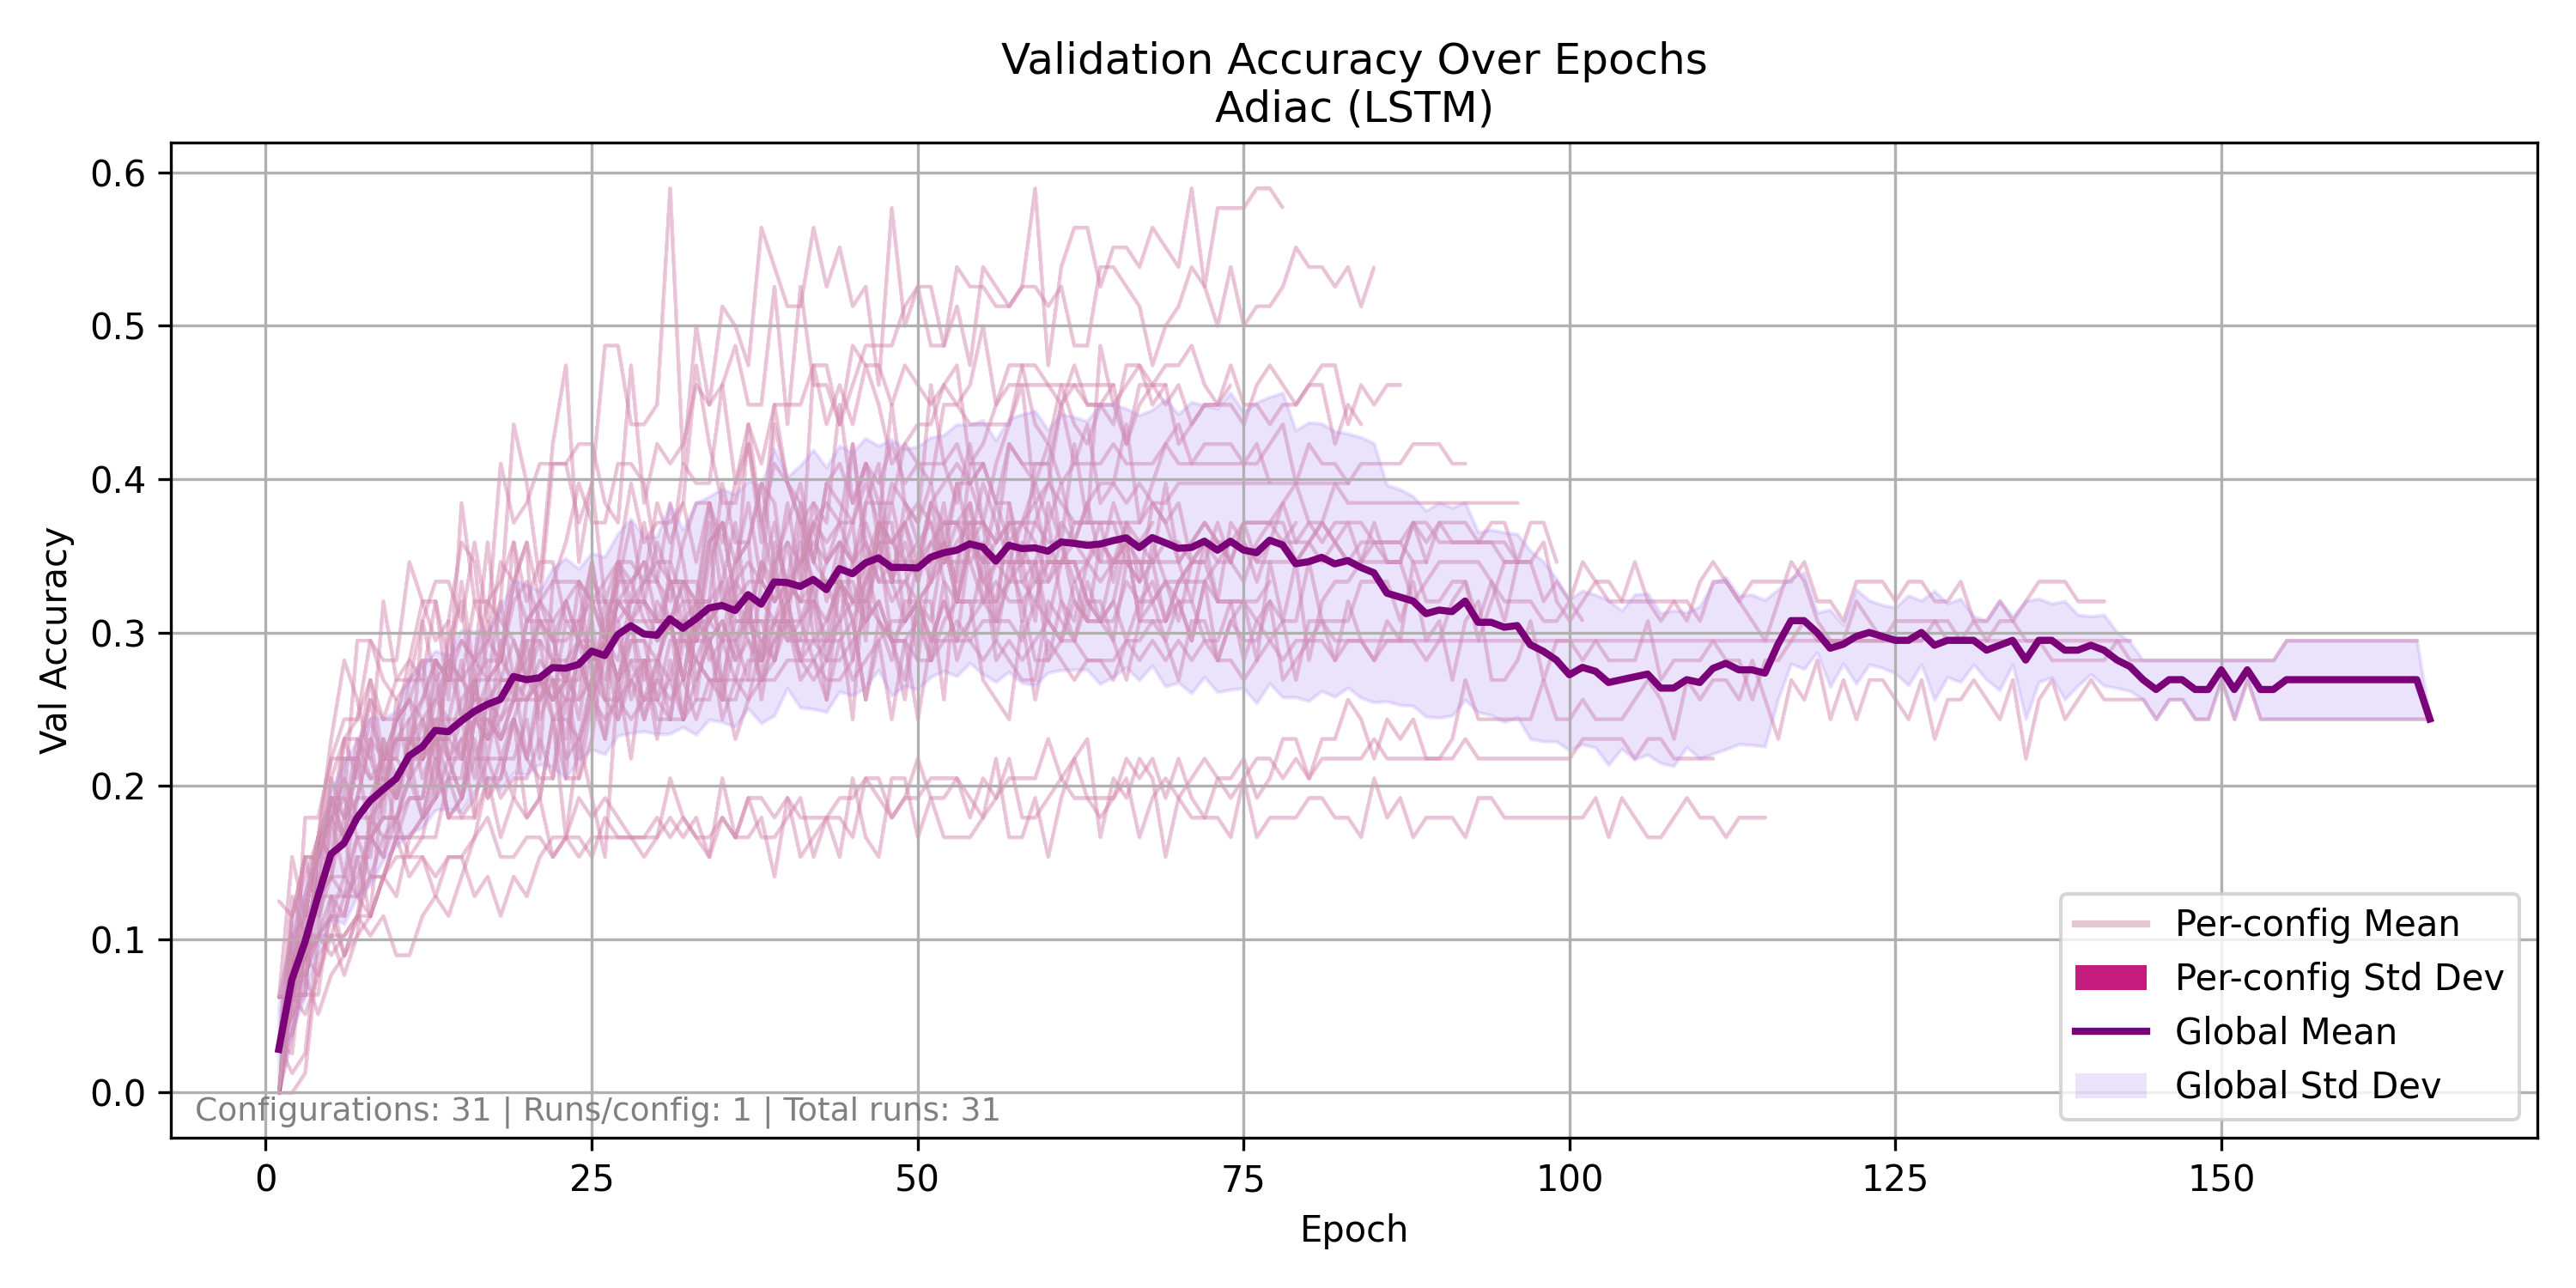 Validation Accuracy Over Epochs
Adiac (LSTM)
Val Accuracy
0.6
0.5
0.4
0.3
0.2
0.1
0.0
Configurations: 31 | Runs/config: 1 | Total runs: 31
Per-config Mean
Per-config Std Dev
Global Mean
Global Std Dev
0 25 50 75 100 125 150
Epoch